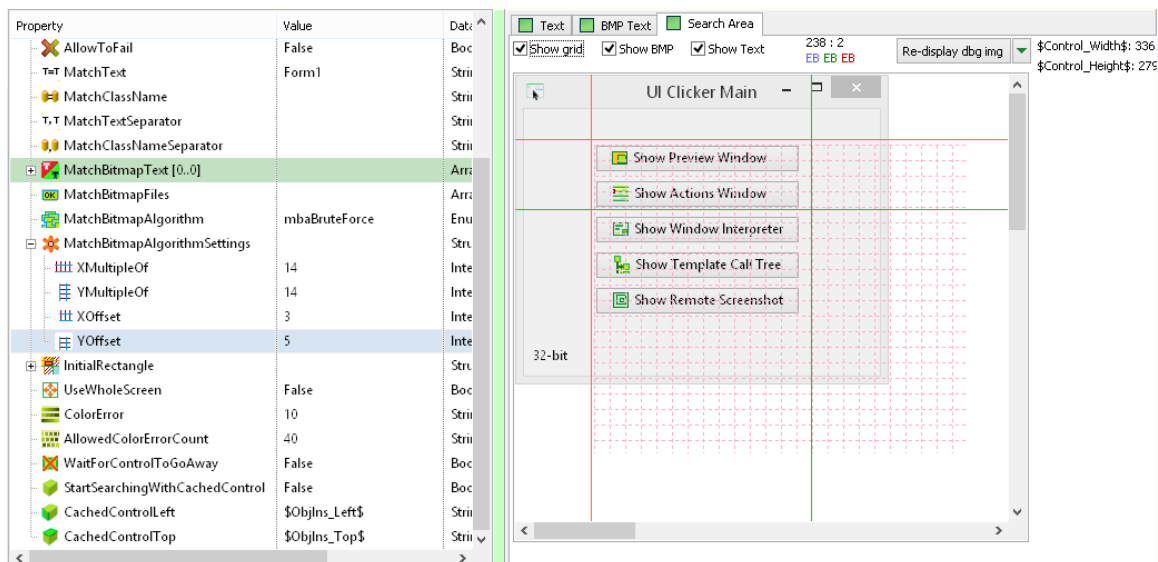 Property Value Data
AllowToFail False Boo
MatchText Form1 Strin
MatchClassName Strin
MatchTextSeparator Strin
MatchClassNameSeparator Strin
MatchBitmapText [0..0] Arra
MatchBitmapFiles Arra
MatchBitmapAlgorithm mbaBruteForce Enu
MatchBitmapAlgorithmSettings Stru
XMultipleOf 14 Inte
YMultipleOf 14 Inte
XOffset 3 Inte
YOffset 5 Inte
InitialRectangle Stru
UseWholeScreen False Boo
ColorError 10 Strin
AllowedColorErrorCount 40 Strin
WaitForControlToGoAway False Boo
StartSearchingWithCachedControl False Boo
CachedControlLeft $ObjIns_Left$ Strin
CachedControlTop $ObjIns_Top$ Strin
Text BMP Text Search Area
Show grid Show BMP Show Text
238 : 2
EB EB EB
Re-display dbg img
$Control_Width$: 336
$Control_Height$: 279
UI Clicker Main
Show Preview Window
Show Actions Window
Show Window Interpreter
Show Template Call Tree
Show Remote Screenshot
32-bit